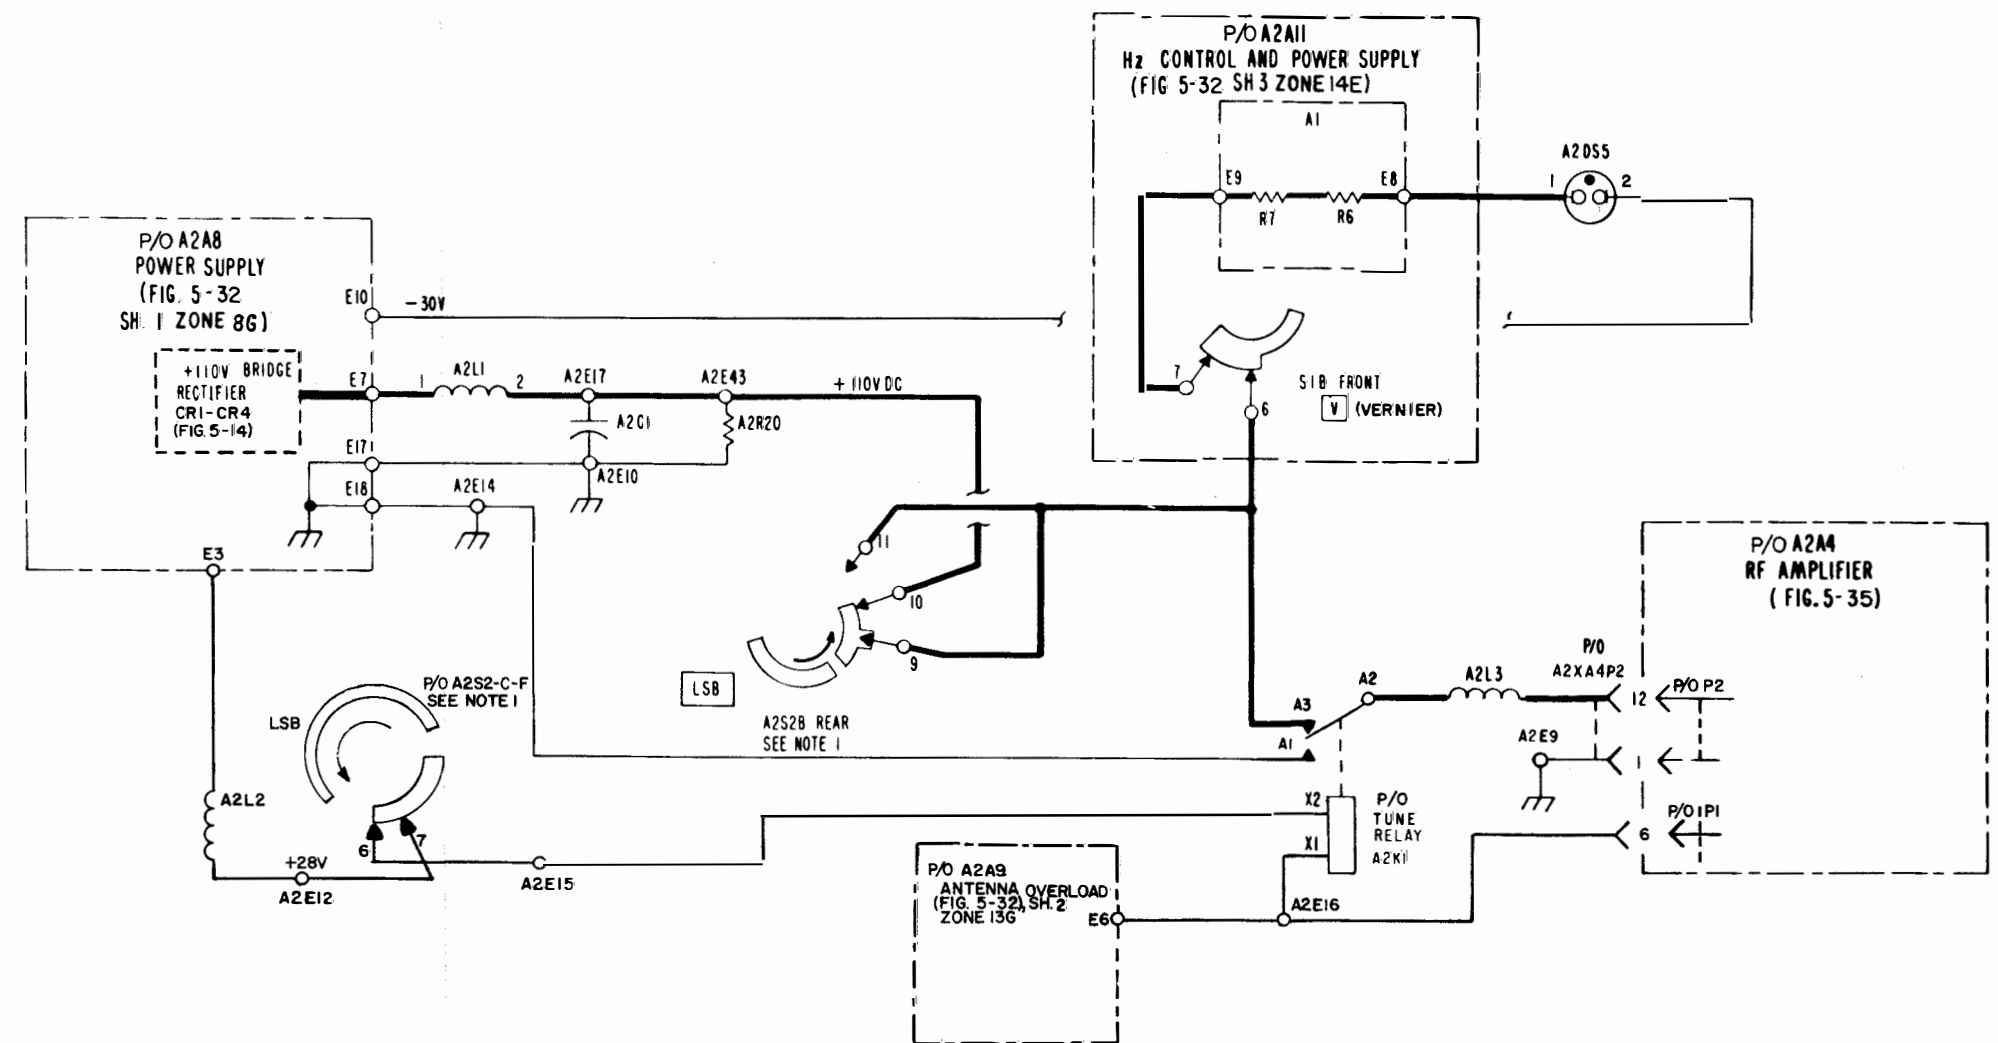 P/O A2A11
Hz CONTROL AND POWER SUPPLY
(FIG 5-32 SH 3 ZONE 14E)
A1
E9
E8
R7
R6
A2DS5
1
2
7
6
S1B FRONT
V (VERNIER)
P/O A2A8
POWER SUPPLY
(FIG. 5-32
SH. 1 ZONE 8G)
E10
-30V
+110V BRIDGE
RECTIFIER
CR1-CR4
(FIG. 5-14)
E7
1
A2L1
2
A2E17
A2E43
+110VDC
A2C1
A2R20
E17
A2E10
E18
A2E14
E3
11
10
9
LSB
A2S2B REAR
SEE NOTE 1
P/O A2S2-C-F
SEE NOTE 1
LSB
A2L2
6
7
+28V
A2E12
A2E15
P/O A2A9
ANTENNA OVERLOAD
(FIG. 5-32), SH. 2
ZONE 13G
E6
A2E16
A3
A1
A2
A2L3
X2
X1
P/O
TUNE
RELAY
A2K1
P/O
A2XA4P2
A2E9
12
1
6
P/O P2
P/O 1P1
P/O A2A4
RF AMPLIFIER
(FIG. 5-35)